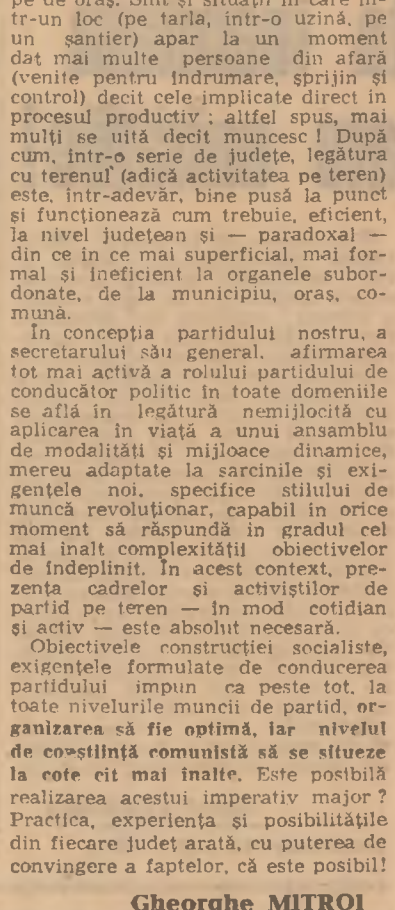 pe de oraș. Sînt și situații în care în-
tr-un loc (pe tarla, într-o uzină, pe
un șantier) apar la un moment
dat mai multe persoane din afară
(venite pentru îndrumare, sprijin și
control) decît cele implicate direct în
procesul productiv ; altfel spus, mai
mulți se uită decît muncesc ! După
cum, într-o serie de județe, legătura
cu terenul (adică activitatea pe teren)
este, într-adevăr, bine pusă la punct
și funcționează cum trebuie, eficient,
la nivel județean și — paradoxal —
din ce în ce mai superficial, mai for-
mal și ineficient la organele subor-
donate, de la municipiu, oraș, co-
mună.
În concepția partidului nostru, a
secretarului său general, afirmarea
tot mai activă a rolului partidului de
conducător politic în toate domeniile
se află în legătură nemijlocită cu
aplicarea în viață a unui ansamblu
de modalități și mijloace dinamice,
mereu adaptate la sarcinile și exi-
gențele noi, specifice stilului de
muncă revoluționar, capabil în orice
moment să răspundă în gradul cel
mai înalt complexității obiectivelor
de îndeplinit. În acest context, pre-
zența cadrelor și activiștilor de
partid pe teren — în mod cotidian
și activ — este absolut necesară.
Obiectivele construcției socialiste,
exigențele formulate de conducerea
partidului impun ca peste tot, la
toate nivelurile muncii de partid, or-
ganizarea să fie optimă, iar nivelul
de conștiință comunistă să se situeze
la cote cît mai înalte. Este posibilă
realizarea acestui imperativ major ?
Practica, experiența și posibilitățile
din fiecare județ arată, cu puterea de
convingere a faptelor, că este posibil!
Gheorghe MITROI